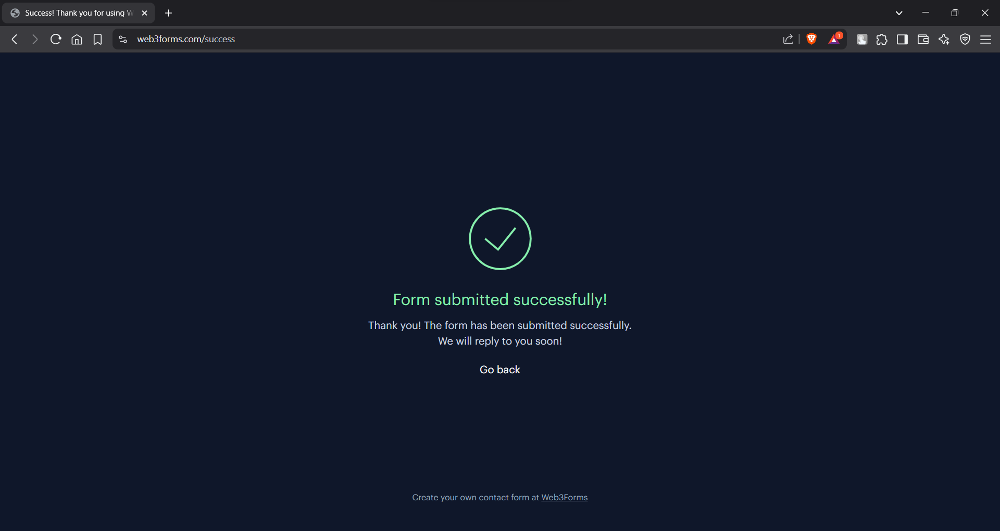 Success! Thank you for using W
web3forms.com/success
1
Form submitted successfully!
Thank you! The form has been submitted successfully.
We will reply to you soon!
Go back
Create your own contact form at Web3Forms